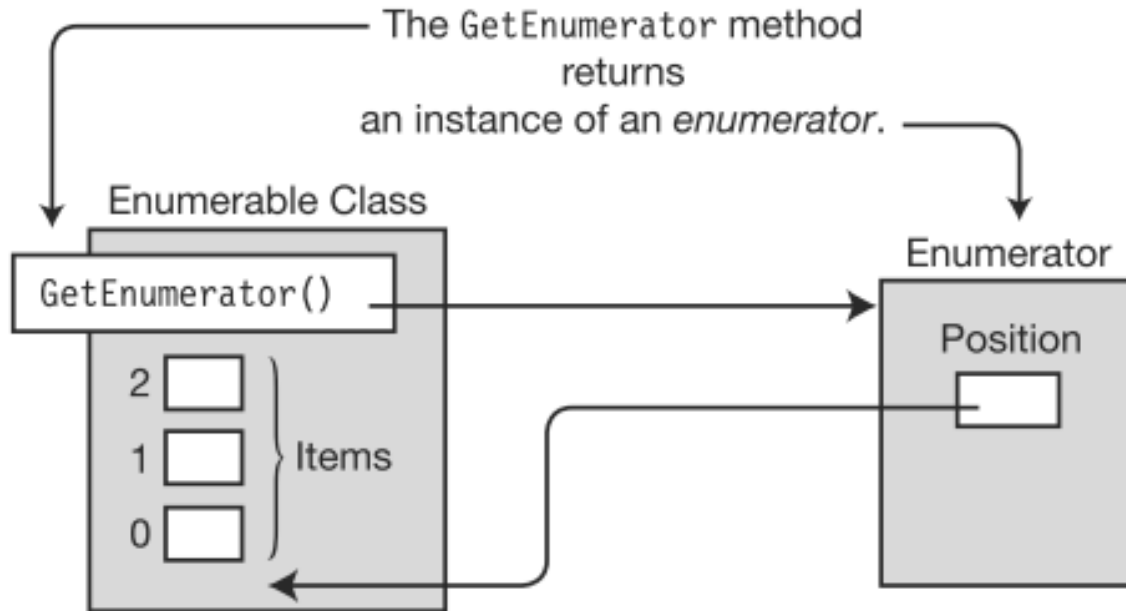 The GetEnumerator method
returns
an instance of an enumerator.
Enumerable Class
Enumerator
GetEnumerator()
Position
2
1
Items
0